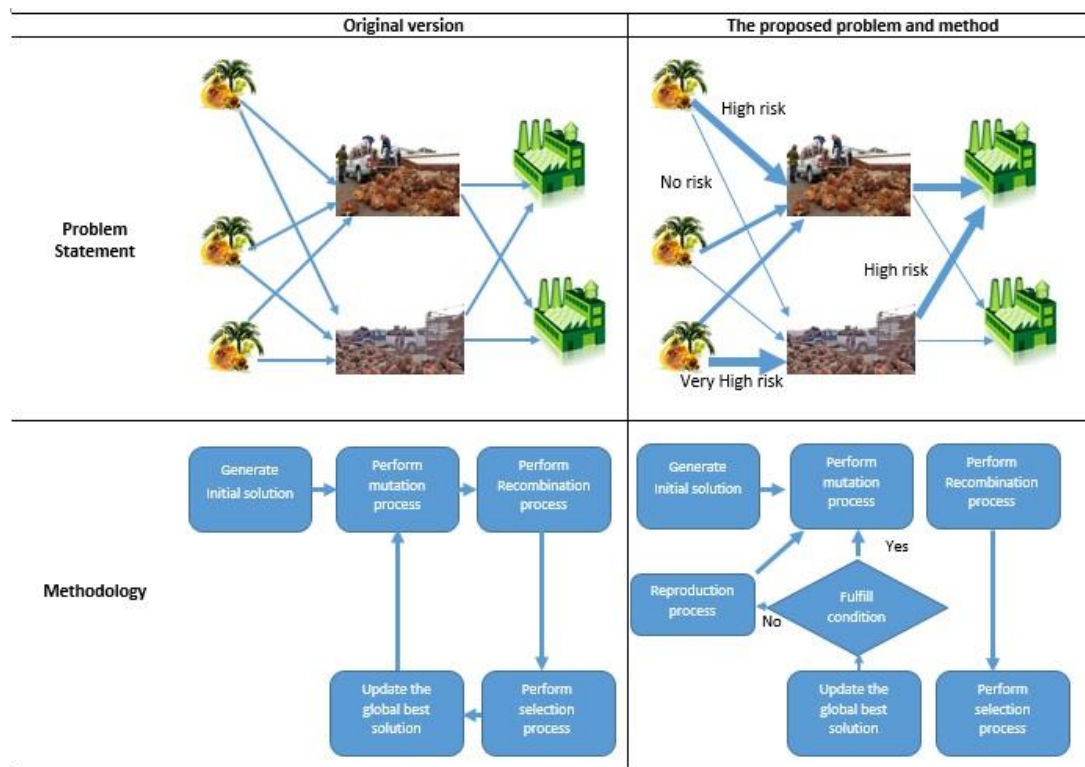 Original version
The proposed problem and method
Problem
Statement
High risk
No risk
High risk
Very High risk
Methodology
Generate
Initial solution
Perform
mutation
process
Perform
Recombination
process
Update the
global best
solution
Perform
selection
process
Generate
Initial solution
Perform
mutation
process
Perform
Recombination
process
Yes
Reproduction
process
No
Fulfill
condition
Update the
global best
solution
Perform
selection
process